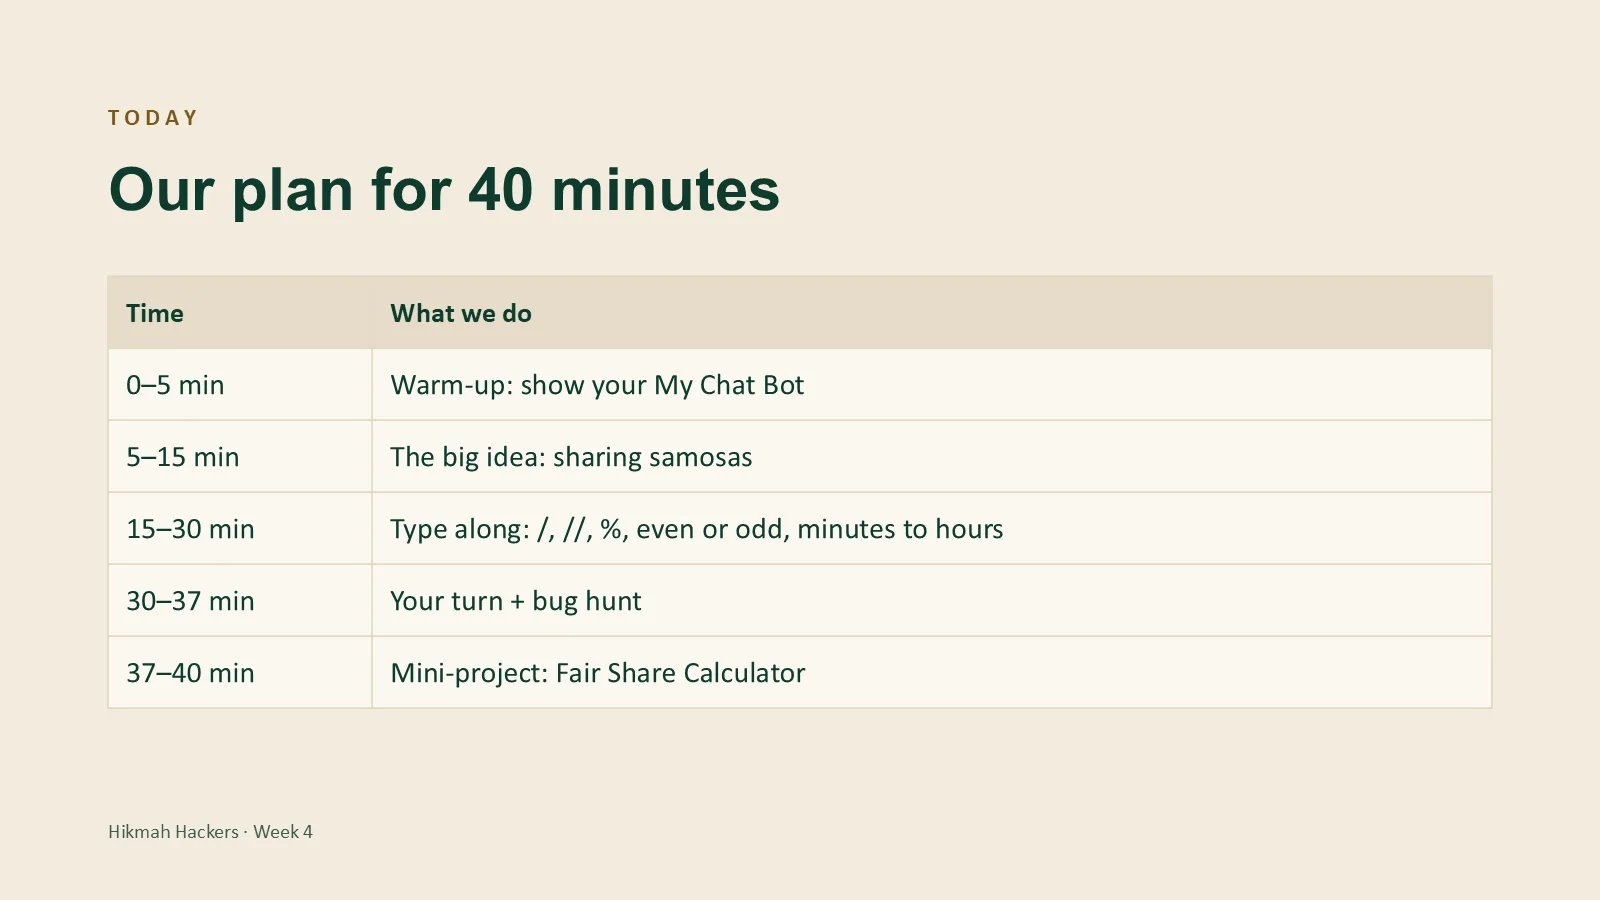 TODAY
Our plan for 40 minutes
Time What we do
0–5 min Warm-up: show your My Chat Bot
5–15 min The big idea: sharing samosas
15–30 min Type along: /, //, %, even or odd, minutes to hours
30–37 min Your turn + bug hunt
37–40 min Mini-project: Fair Share Calculator
Hikmah Hackers · Week 4